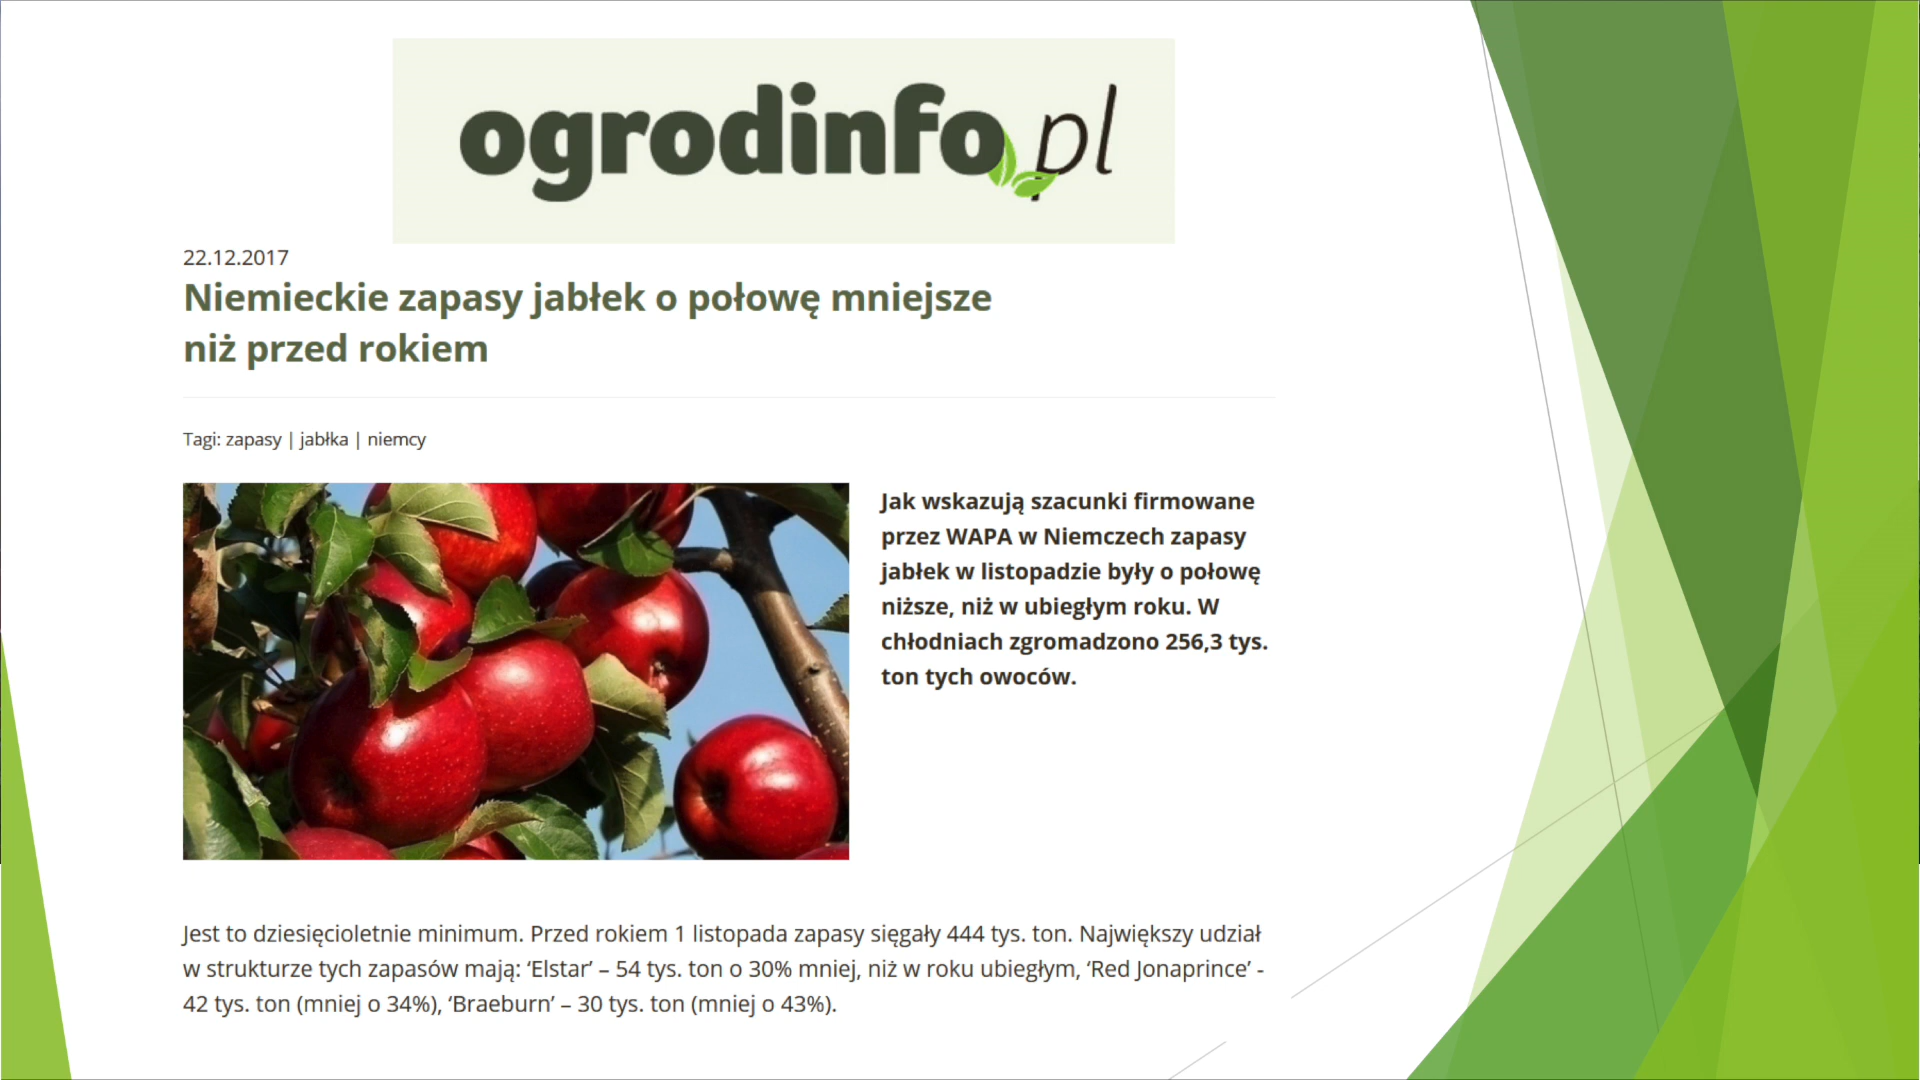 ogrodinfo.pl
22.12.2017
Niemieckie zapasy jabłek o połowę mniejsze
niż przed rokiem
Tagi: zapasy | jabłka | niemcy
Jak wskazują szacunki firmowane
przez WAPA w Niemczech zapasy
jabłek w listopadzie były o połowę
niższe, niż w ubiegłym roku. W
chłodniach zgromadzono 256,3 tys.
ton tych owoców.
Jest to dziesięcioletnie minimum. Przed rokiem 1 listopada zapasy sięgały 444 tys. ton. Największy udział
w strukturze tych zapasów mają: ‘Elstar’ – 54 tys. ton o 30% mniej, niż w roku ubiegłym, ‘Red Jonaprince’ -
42 tys. ton (mniej o 34%), ‘Braeburn’ – 30 tys. ton (mniej o 43%).